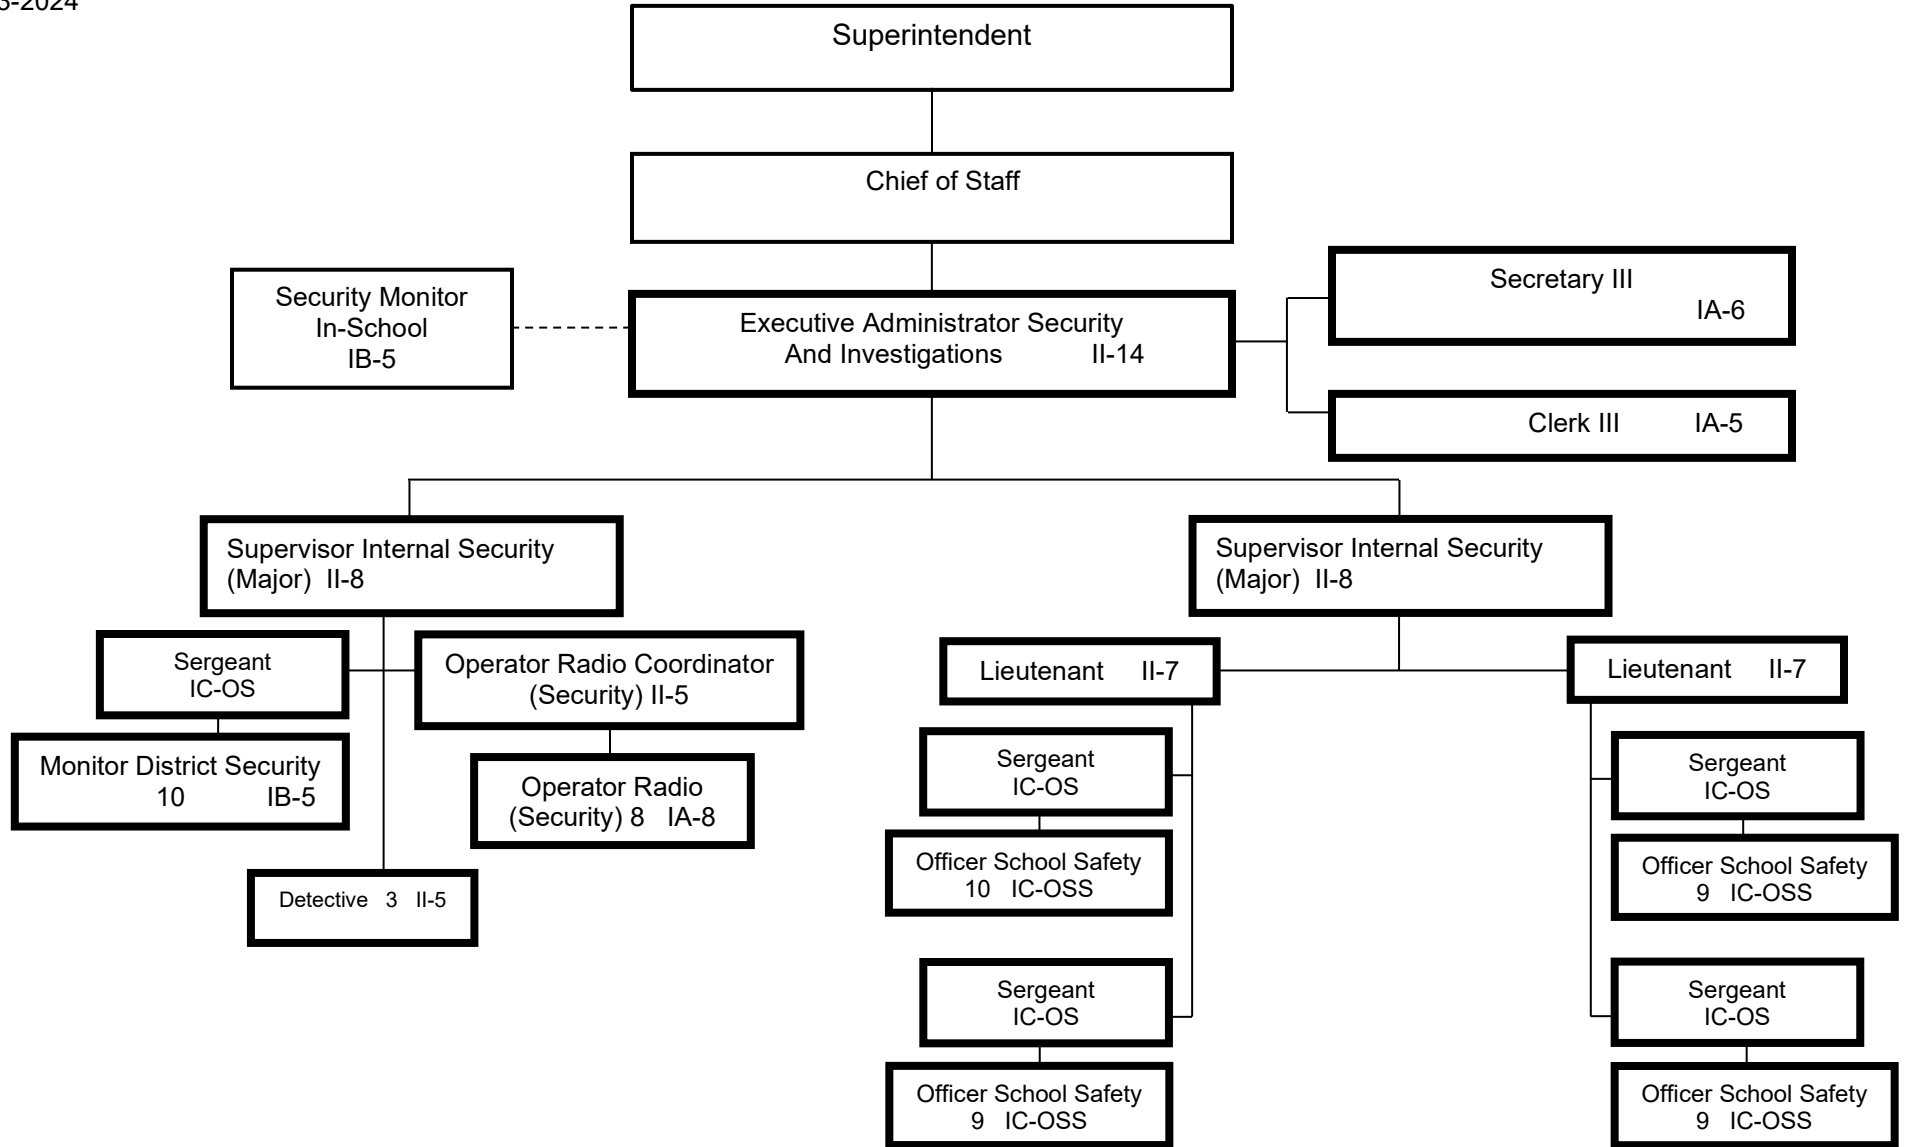 3-2024
Superintendent
Chief of Staff
Security Monitor
In-School
IB-5
Executive Administrator Security
And Investigations II-14
Secretary III
IA-6
Clerk III IA-5
Supervisor Internal Security
(Major) II-8
Supervisor Internal Security
(Major) II-8
Sergeant
IC-OS
Operator Radio Coordinator
(Security) II-5
Monitor District Security
10 IB-5
Operator Radio
(Security) 8 IA-8
Detective 3 II-5
Lieutenant II-7
Lieutenant II-7
Sergeant
IC-OS
Officer School Safety
10 IC-OSS
Sergeant
IC-OS
Officer School Safety
9 IC-OSS
Sergeant
IC-OS
Officer School Safety
9 IC-OSS
Sergeant
IC-OS
Officer School Safety
9 IC-OSS